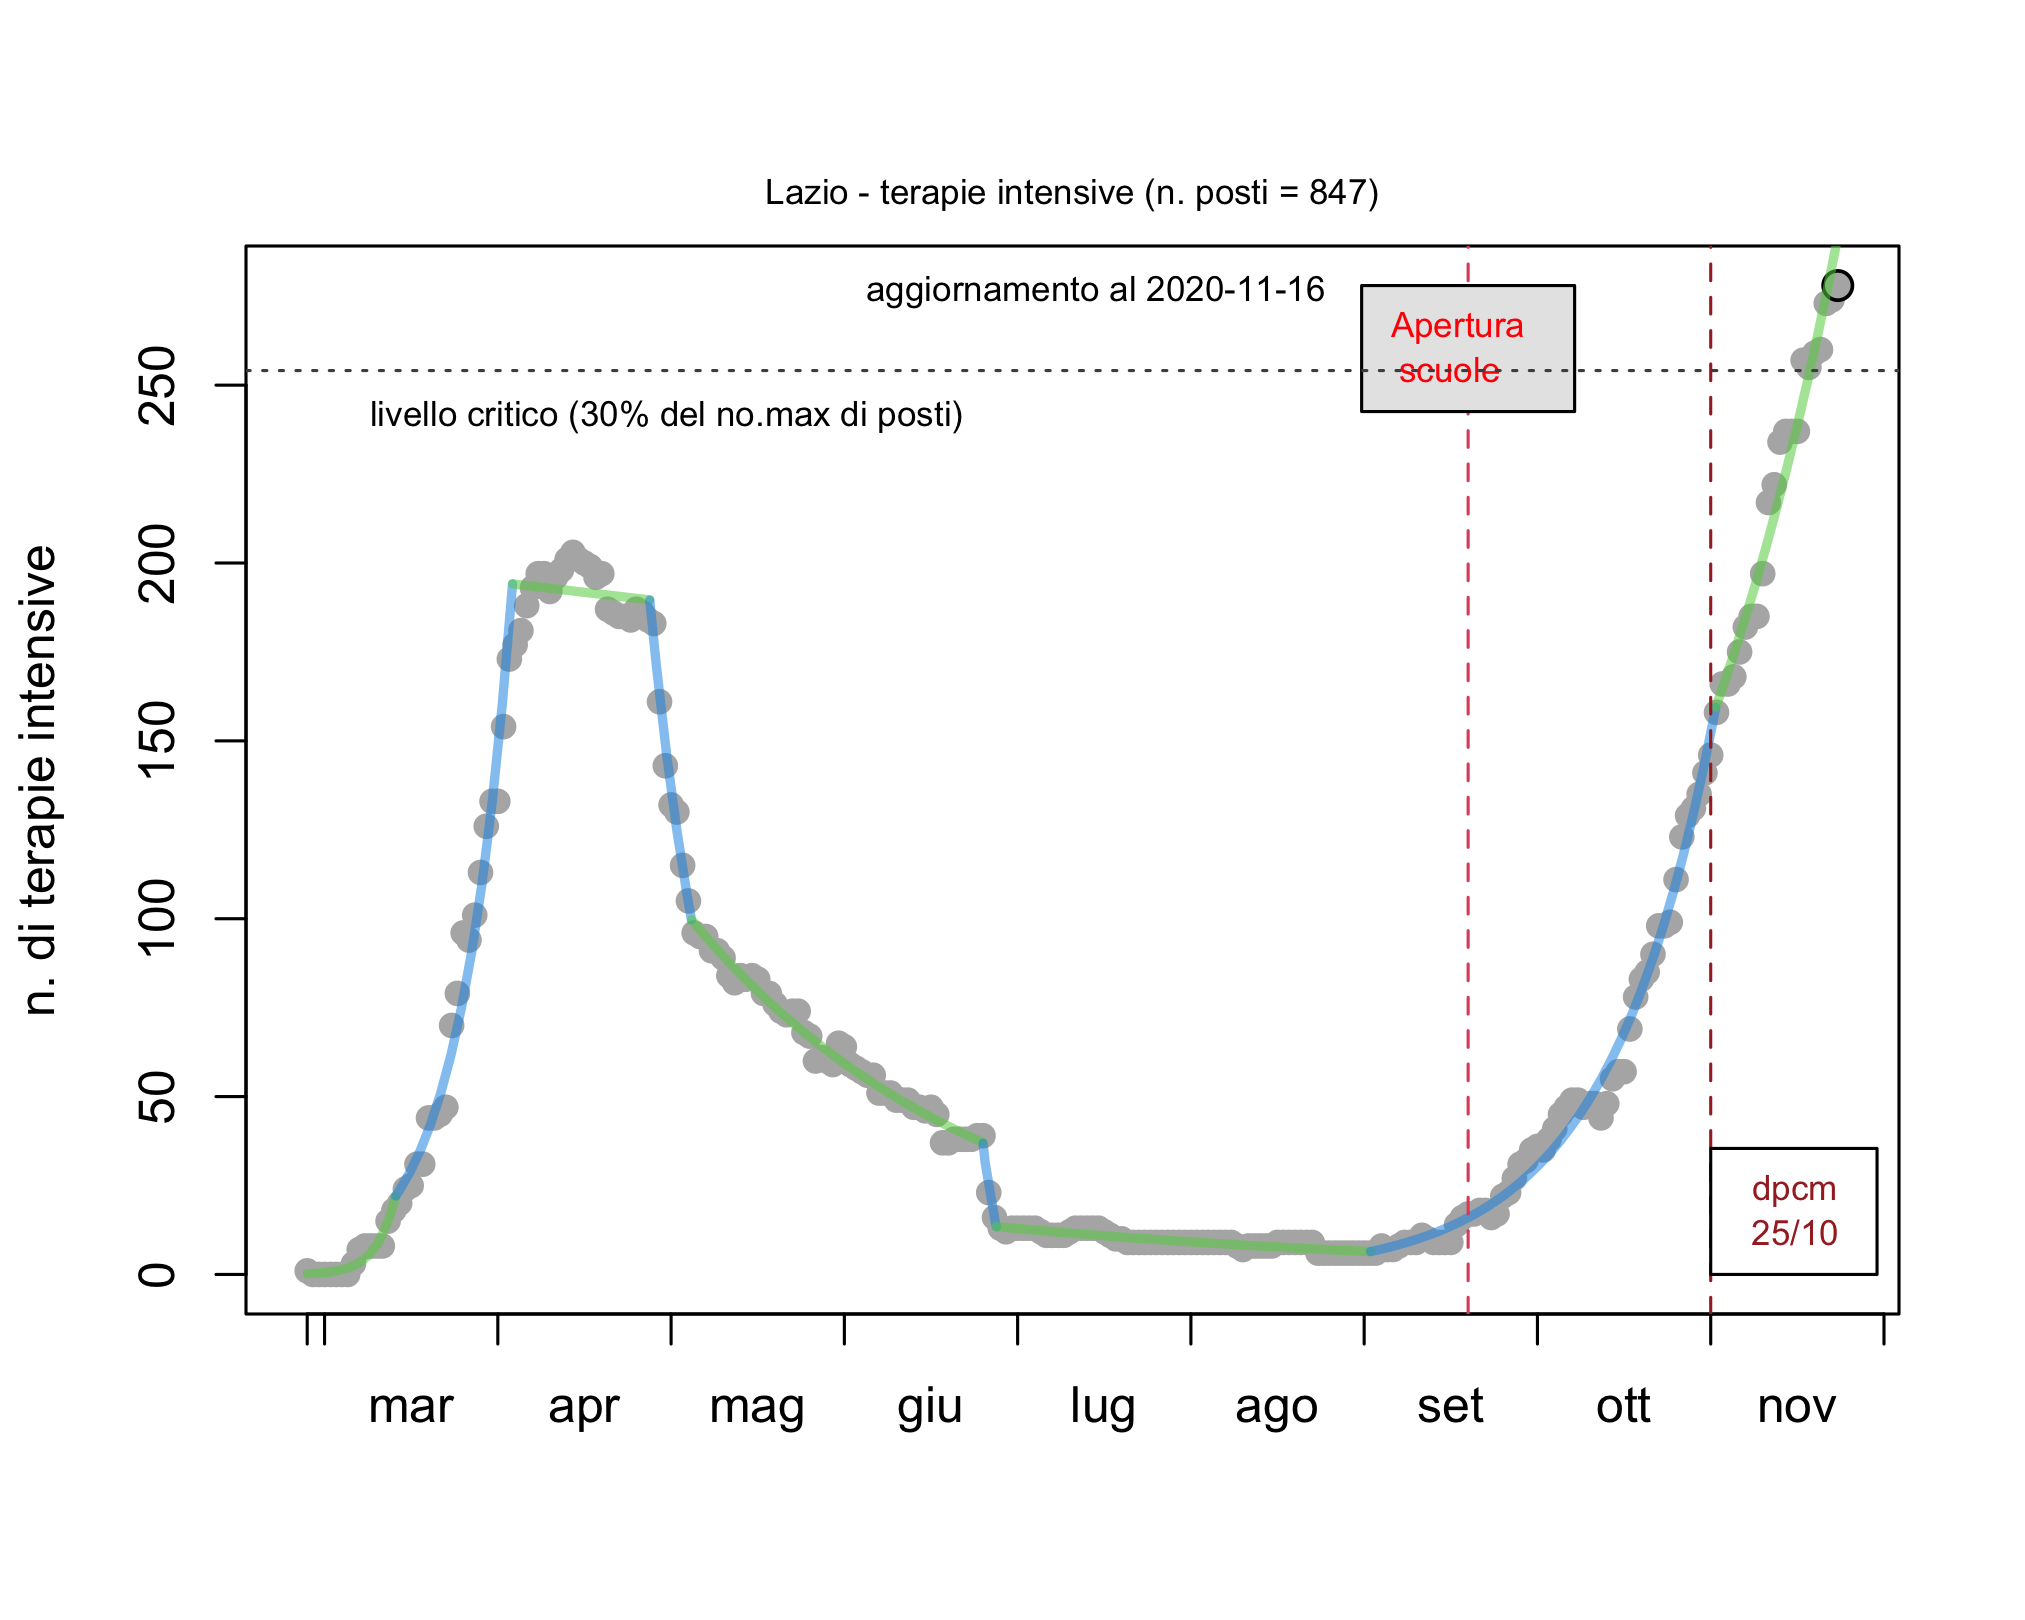 Lazio - terapie intensive (n. posti = 847)
aggiornamento al 2020-11-16
Apertura
scuole
livello critico (30% del no.max di posti)
n. di terapie intensive
250
200
150
100
50
0
dpcm
25/10
mar apr mag giu lug ago set ott nov